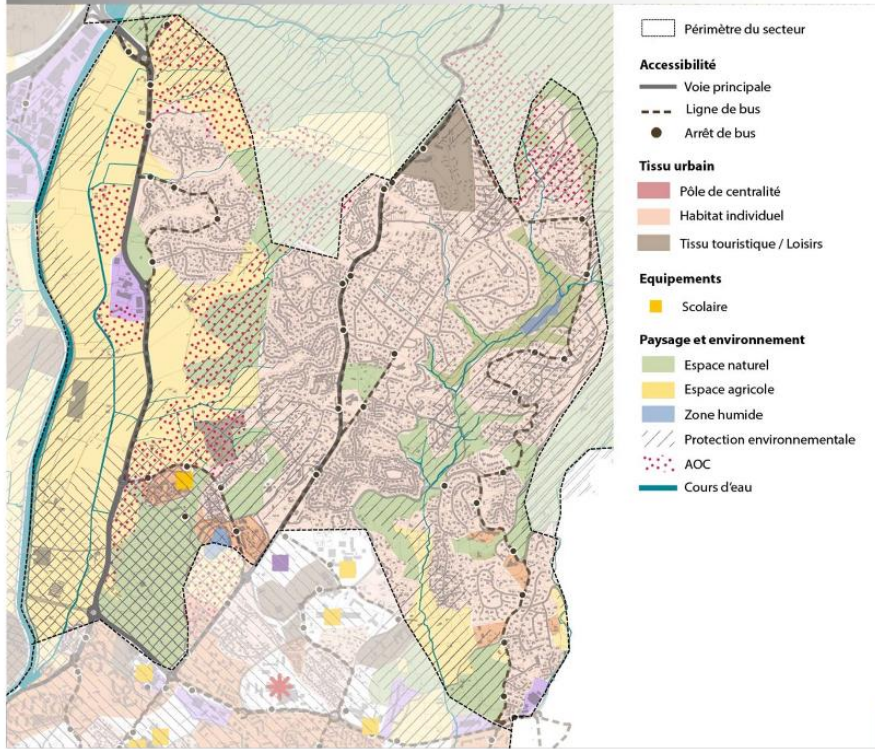 Périmètre du secteur
Accessibilité
Voie principale
Ligne de bus
Arrêt de bus
Tissu urbain
Pôle de centralité
Habitat individuel
Tissu touristique / Loisirs
Equipements
Scolaire
Paysage et environnement
Espace naturel
Espace agricole
Zone humide
Protection environnementale
AOC
Cours d'eau